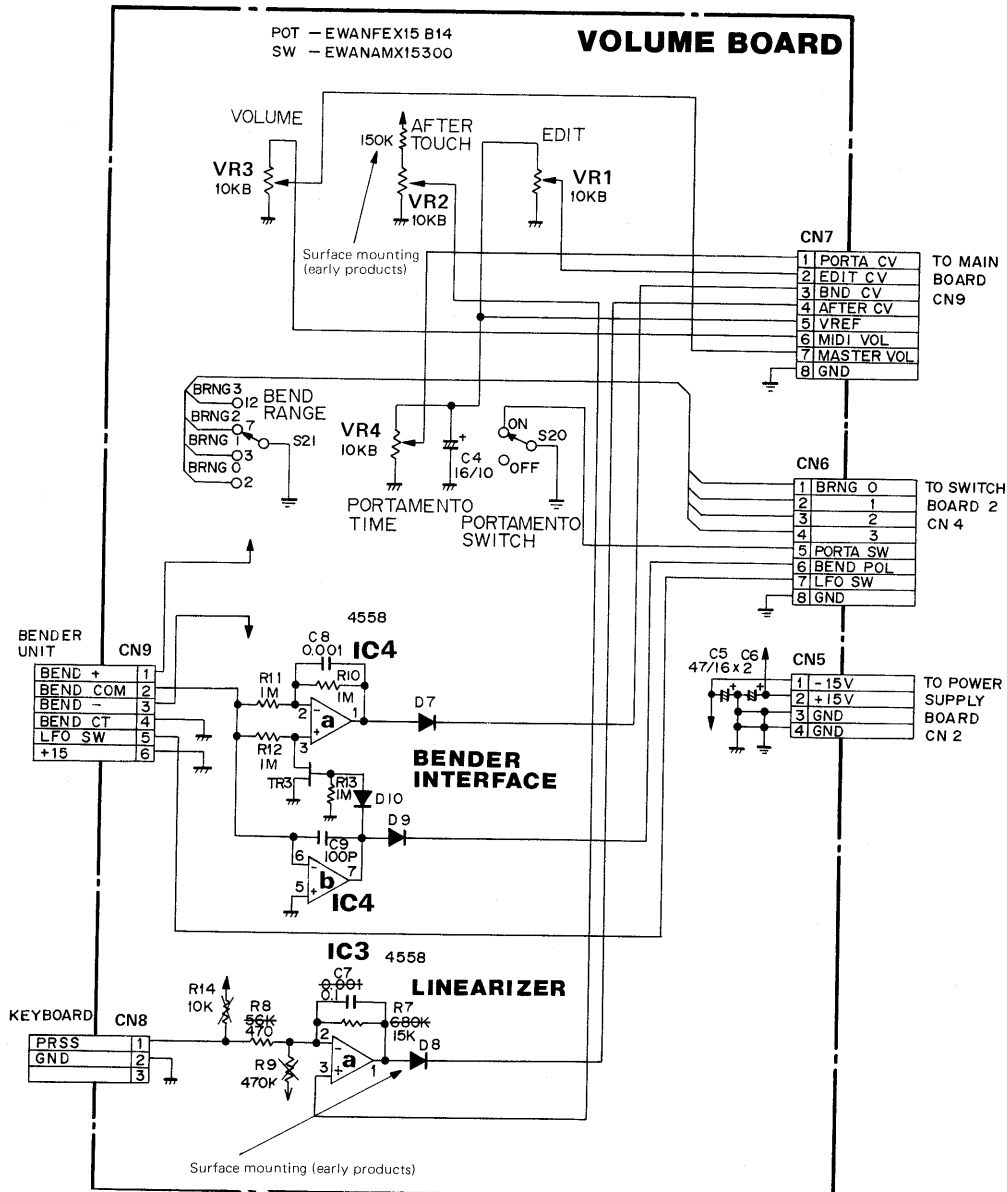 POT - EWANFEX15 B14
SW - EWANAMX15300
VOLUME BOARD
VOLUME
VR3
10KB
150K
AFTER
TOUCH
VR2
10KB
EDIT
VR1
10KB
Surface mounting
(early products)
CN7
1 PORTA CV
2 EDIT CV
3 BND CV
4 AFTER CV
5 VREF
6 MIDI VOL
7 MASTER VOL
8 GND
TO MAIN
BOARD
CN9
BRNG 3
12
BRNG 2
7
BRNG 1
3
BRNG 0
2
BEND
RANGE
S21
VR4
10KB
PORTAMENTO
TIME
+
C4
16/10
ON
S20
OFF
PORTAMENTO
SWITCH
CN6
1 BRNG 0
2 1
3 2
4 3
5 PORTA SW
6 BEND POL
7 LFO SW
8 GND
TO SWITCH
BOARD 2
CN 4
BENDER
UNIT
CN9
BEND + 1
BEND COM 2
BEND - 3
BEND CT 4
LFO SW 5
+15 6
4558
C8
0.001
IC4
R11
1M
R10
1M
2
-
a
1
3
+
R12
1M
D7
BENDER
INTERFACE
TR3
R13
1M
D10
D9
C9
100P
6
-
b
7
5
+
IC4
C5 C6
47/16 x 2
+
+
CN5
1 -15V
2 +15V
3 GND
4 GND
TO POWER
SUPPLY
BOARD
CN 2
IC3
4558
C7
0.001
0.1
LINEARIZER
R14
10K
R8
56K
470
R7
680K
15K
2
-
a
1
3
+
D8
R9
470K
KEYBOARD
CN8
PRSS 1
GND 2
3
Surface mounting (early products)